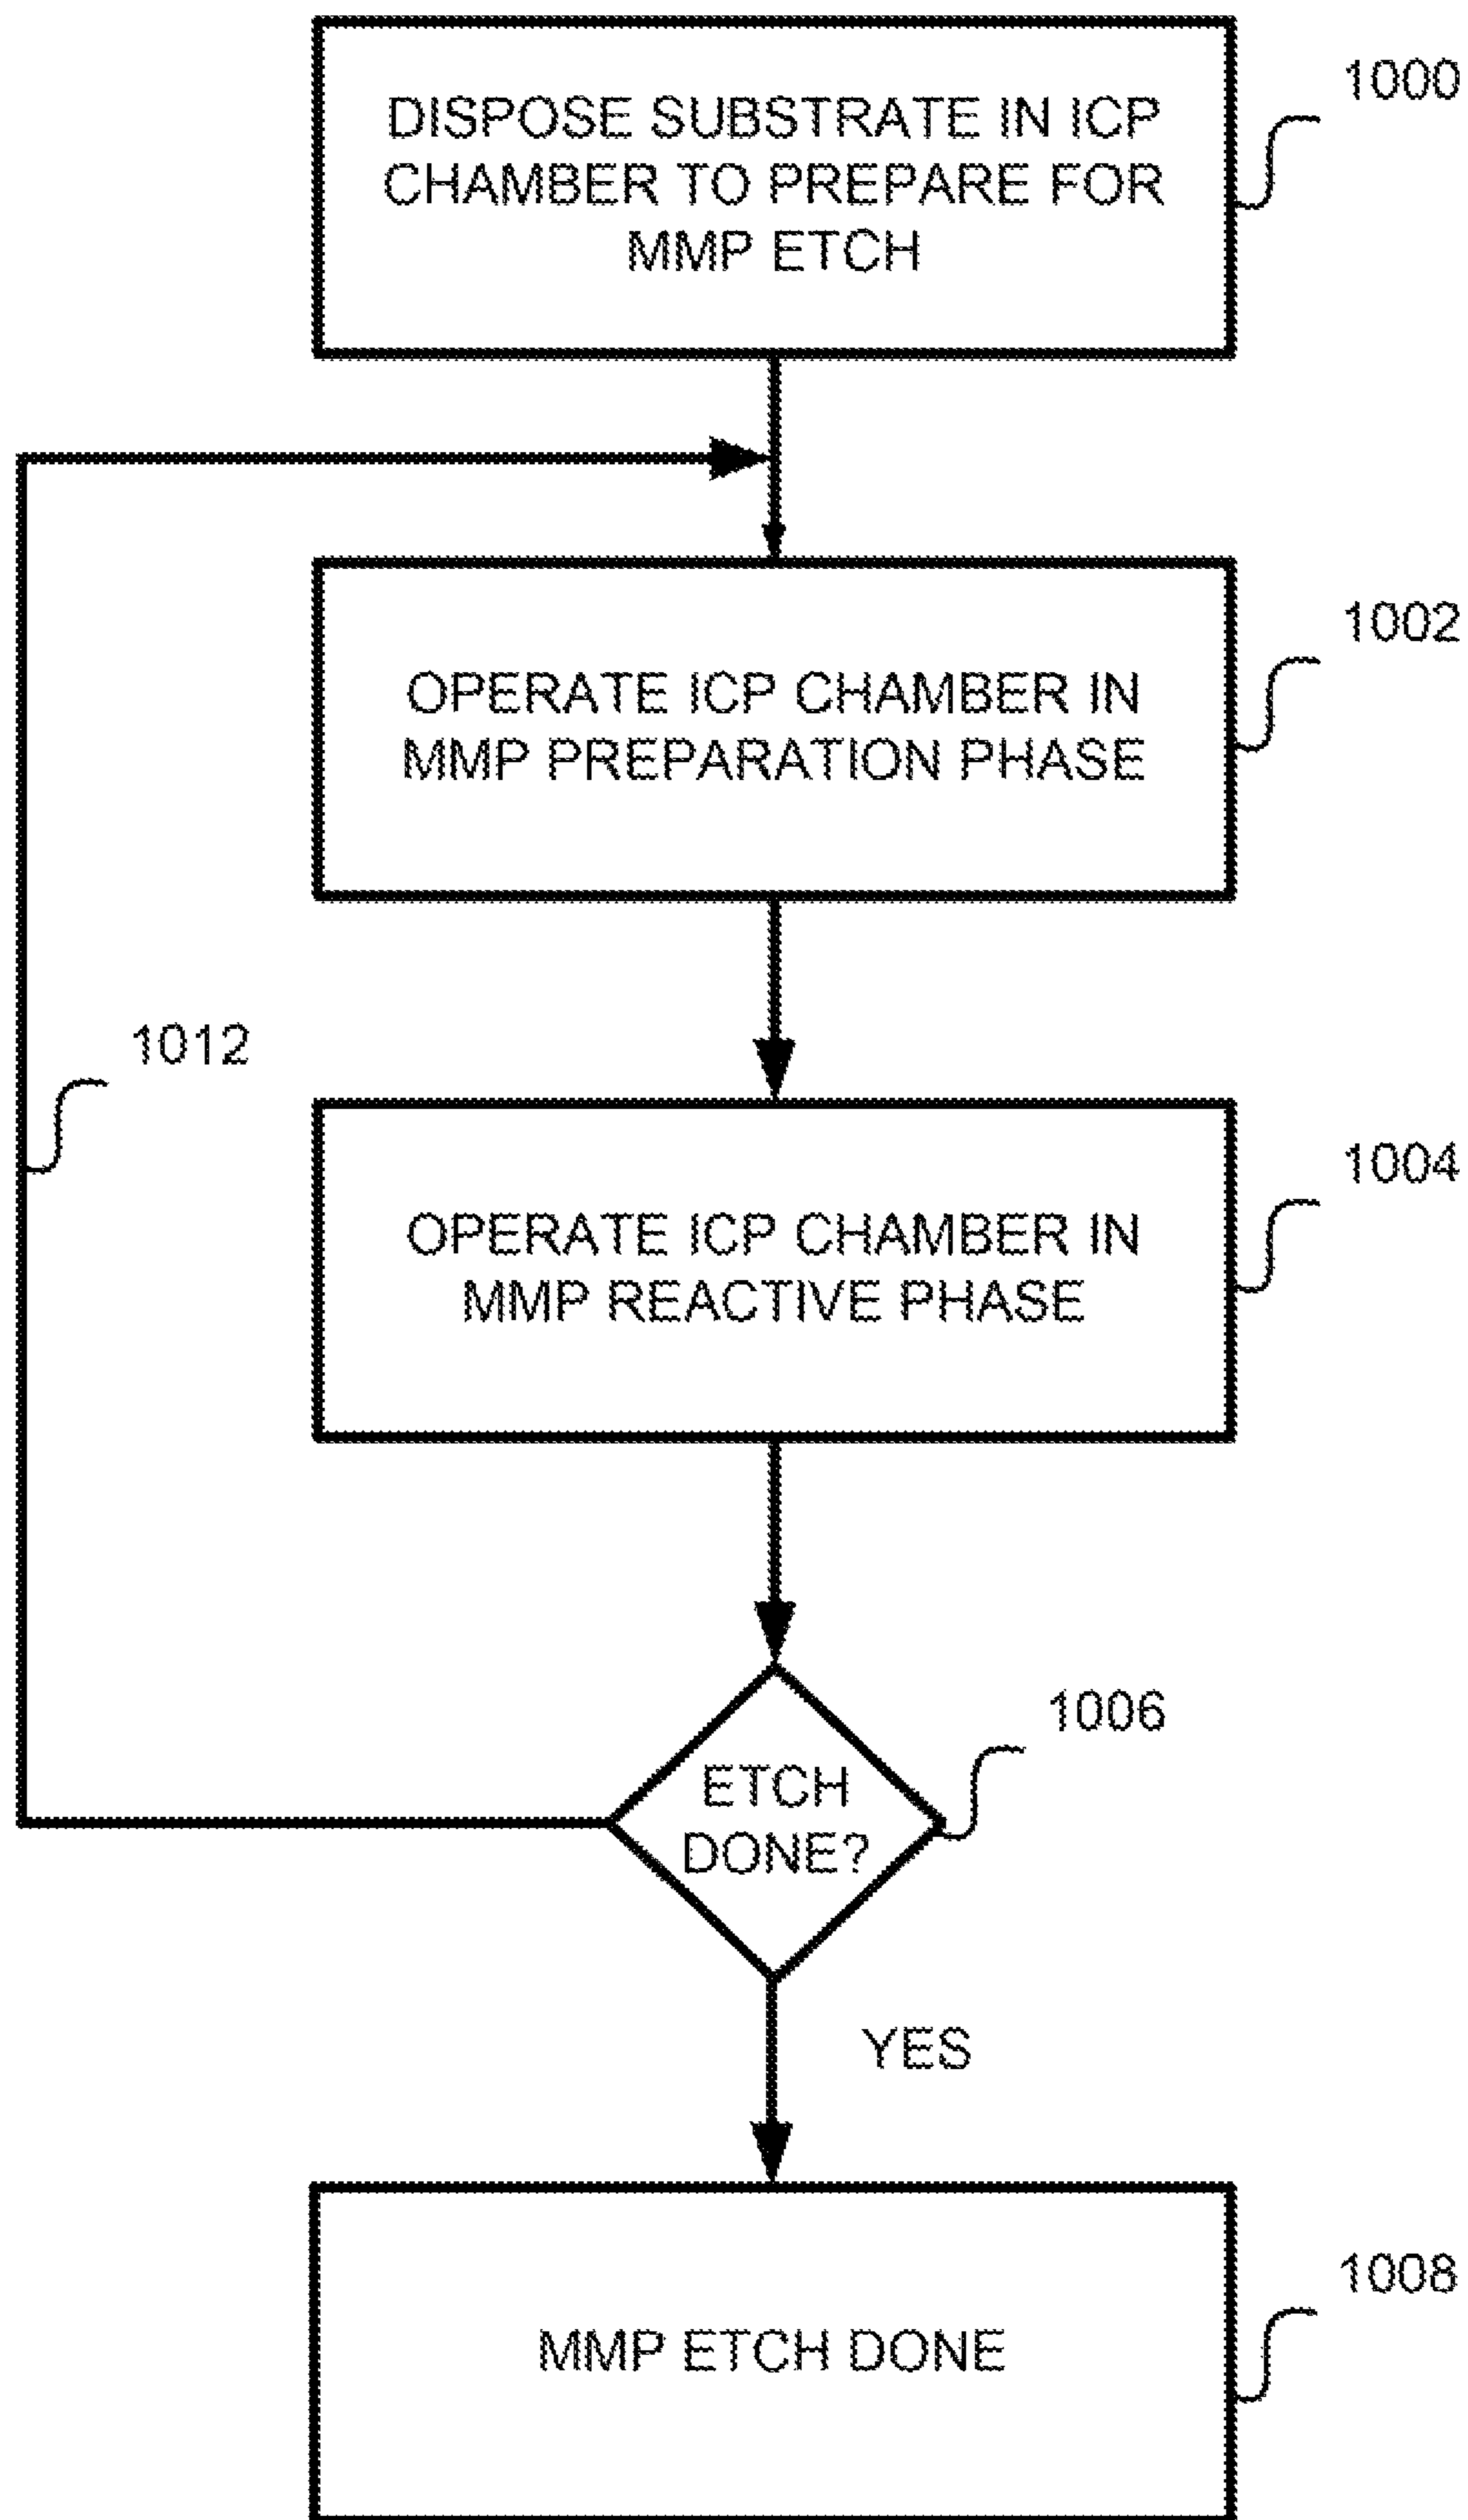 DISPOSE SUBSTRATE IN ICP
CHAMBER TO PREPARE FOR
MMP ETCH
1000
OPERATE ICP CHAMBER IN
MMP PREPARATION PHASE
1002
1012
OPERATE ICP CHAMBER IN
MMP REACTIVE PHASE
1004
ETCH
DONE?
1006
YES
MMP ETCH DONE
1008